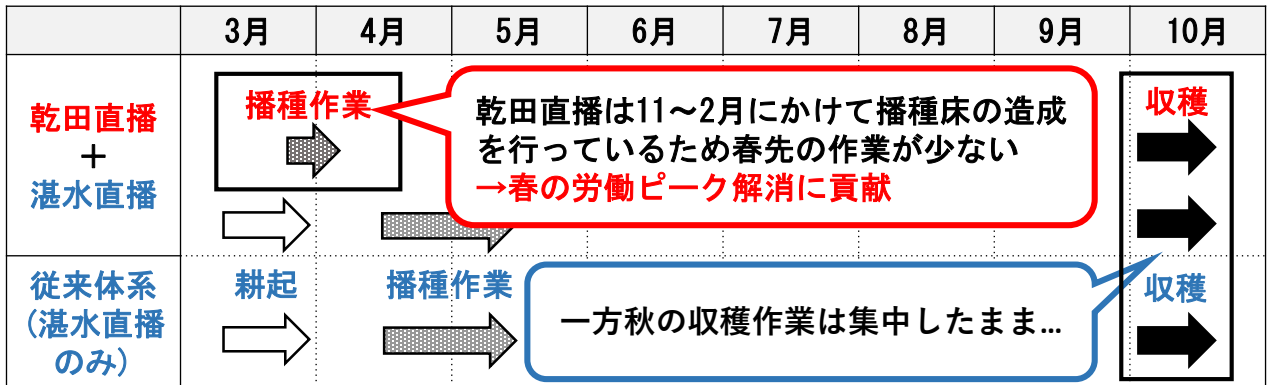 3月 4月 5月 6月 7月 8月 9月 10月
乾田直播
+
湛水直播
播種作業
乾田直播は11~2月にかけて播種床の造成
を行っているため春先の作業が少ない
→春の労働ピーク解消に貢献
収穫
従来体系
(湛水直播
のみ)
耕起
播種作業
一方秋の収穫作業は集中したまま…
収穫